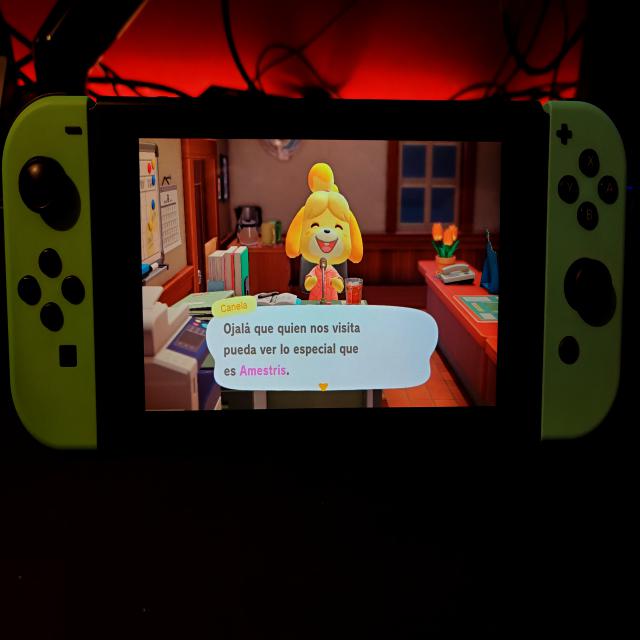 Canela
Ojalá que quien nos visita
pueda ver lo especial que
es Amestris.
X
Y
A
B